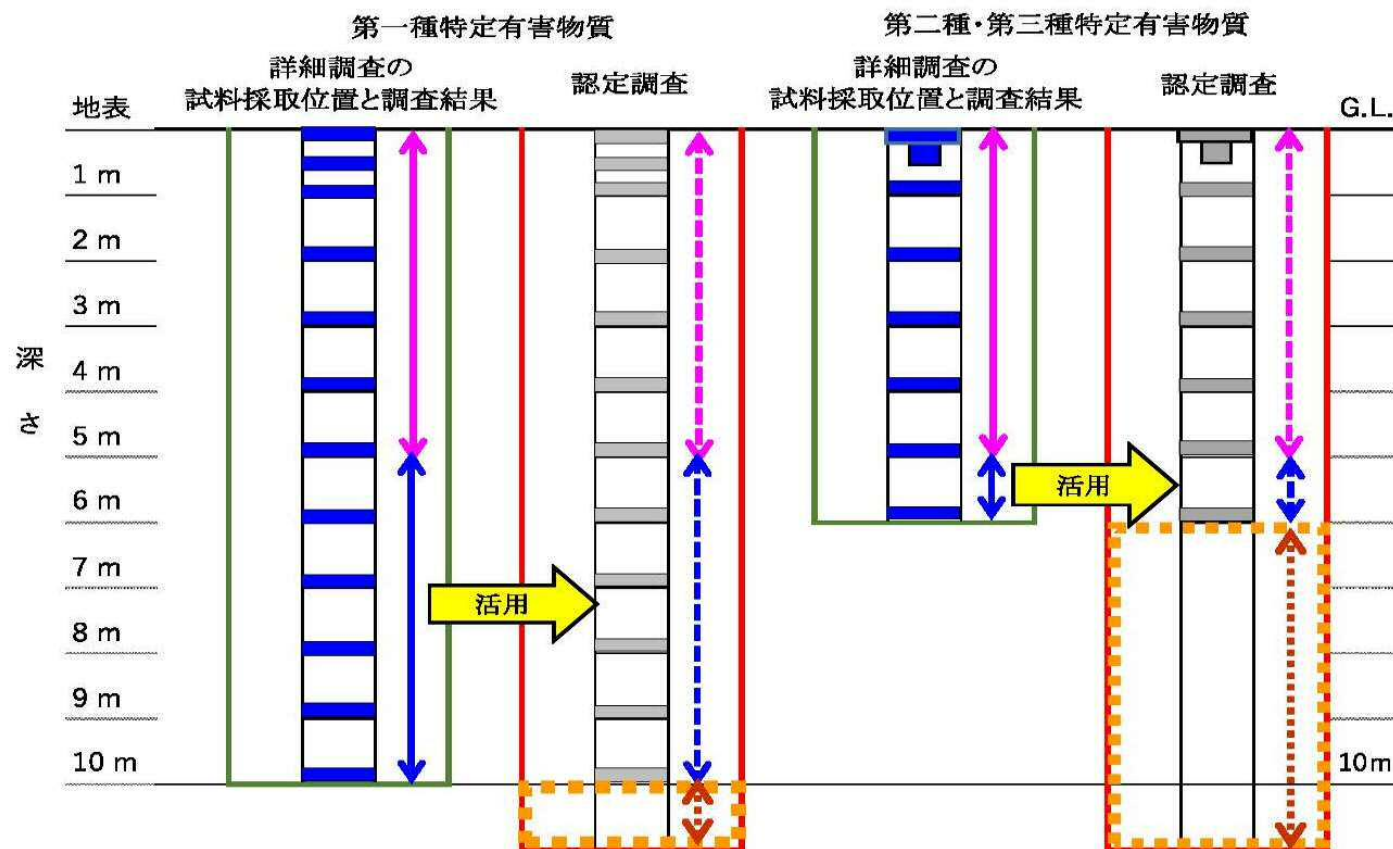 第一種特定有害物質
第二種・第三種特定有害物質
詳細調査の
試料採取位置と調査結果
認定調査
詳細調査の
試料採取位置と調査結果
認定調査
地表
G.L.
1 m
2 m
3 m
深
4 m
さ
5 m
6 m
活用
7 m
活用
8 m
9 m
10 m
10m